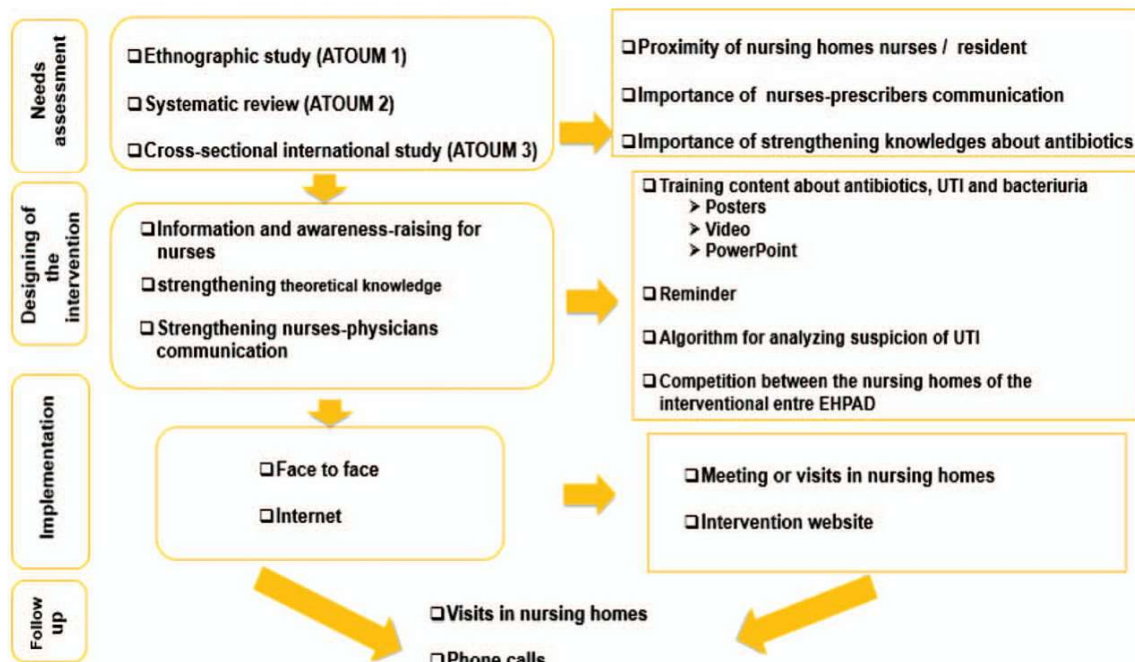 Needs
assessment
❑Ethnographic study (ATOUM 1)
❑Systematic review (ATOUM 2)
❑Cross-sectional international study (ATOUM 3)
❑Proximity of nursing homes nurses / resident
❑Importance of nurses-prescribers communication
❑Importance of strengthening knowledges about antibiotics
Designing of
the
intervention
❑Information and awareness-raising for
nurses
❑strengthening theoretical knowledge
❑Strengthening nurses-physicians
communication
❑Training content about antibiotics, UTI and bacteriuria
➢ Posters
➢ Video
➢ PowerPoint
❑Reminder
❑Algorithm for analyzing suspicion of UTI
❑Competition between the nursing homes of the
interventional entre EHPAD
Implementation
❑Face to face
❑Internet
❑Meeting or visits in nursing homes
❑Intervention website
Follow
up
❑Visits in nursing homes
❑Phone calls